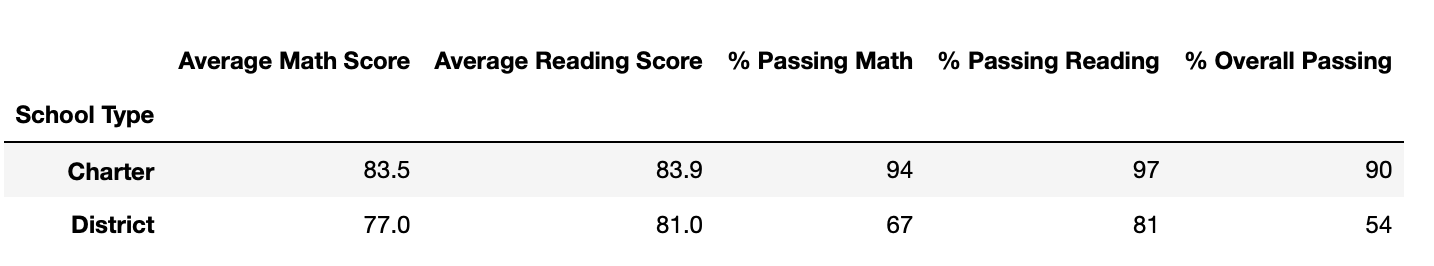 Average Math Score Average Reading Score % Passing Math % Passing Reading % Overall Passing
School Type
Charter 83.5 83.9 94 97 90
District 77.0 81.0 67 81 54